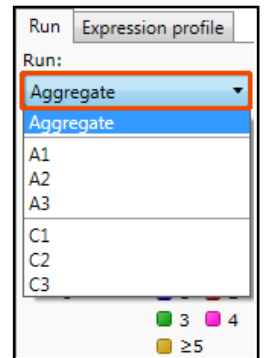 Run Expression profile
Run:
Aggregate
Aggregate
A1
A2
A3
C1
C2
C3
3 4
≥5